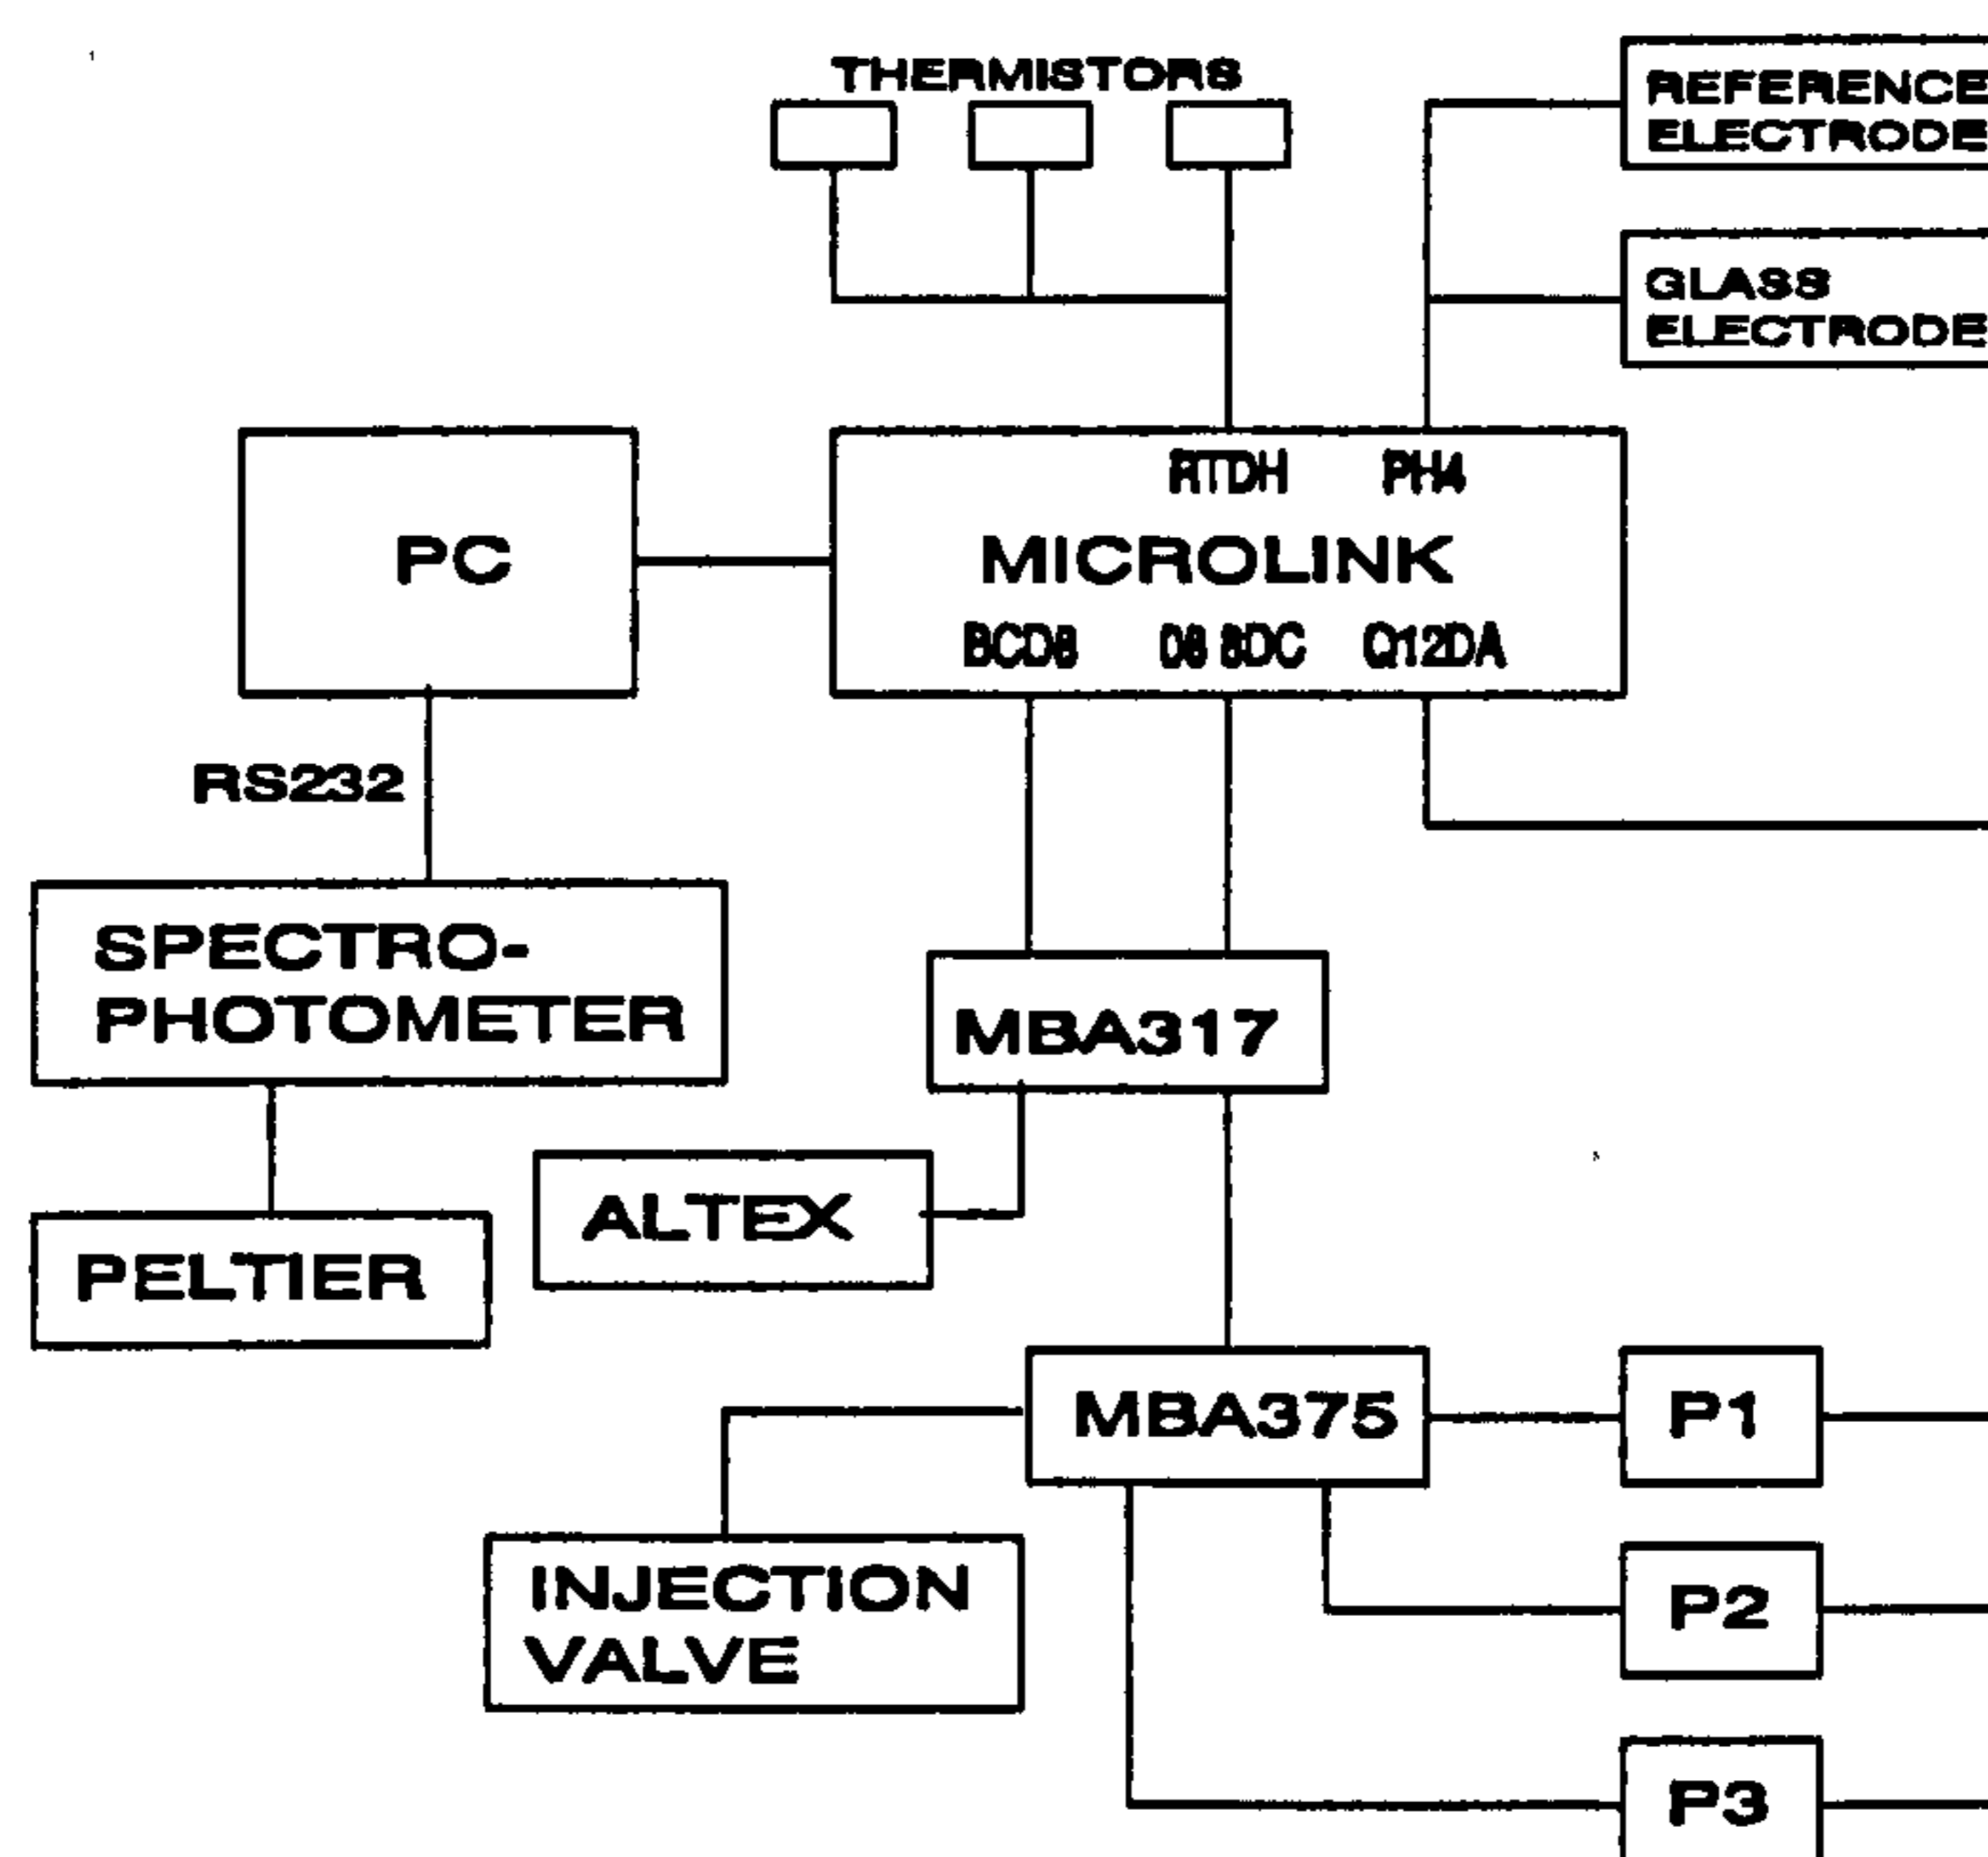 THERMISTORS
REFERENCE
ELECTRODE
GLASS
ELECTRODE
RTDH PH4
PC
MICROLINK
BCD8 Q12DA
RS232
SPECTRO-
PHOTOMETER
MBA317
ALTEX
PELTIER
MBA375
P1
INJECTION
VALVE
P2
P3